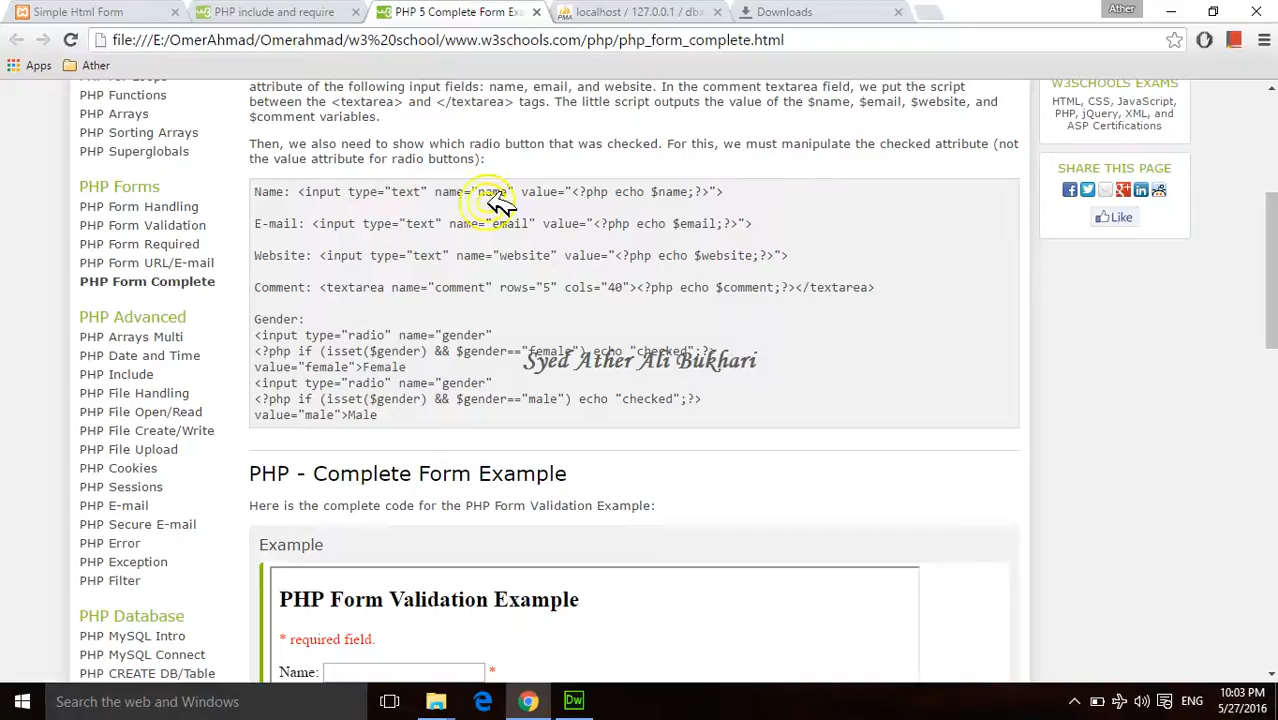 Simple Html Form
PHP include and require
PHP 5 Complete Form Exa
localhost / 127.0.0.1 / dbx
Downloads
Ather
file:///E:/OmerAhmad/Omerahmad/w3%20school/www.w3schools.com/php/php_form_complete.html
Apps
Ather
PHP Functions
PHP Arrays
PHP Sorting Arrays
PHP Superglobals
PHP Forms
PHP Form Handling
PHP Form Validation
PHP Form Required
PHP Form URL/E-mail
PHP Form Complete
PHP Advanced
PHP Arrays Multi
PHP Date and Time
PHP Include
PHP File Handling
PHP File Open/Read
PHP File Create/Write
PHP File Upload
PHP Cookies
PHP Sessions
PHP E-mail
PHP Secure E-mail
PHP Error
PHP Exception
PHP Filter
PHP Database
PHP MySQL Intro
PHP MySQL Connect
PHP CREATE DB/Table
attribute of the following input fields: name, email, and website. In the comment textarea field, we put the script
between the <textarea> and </textarea> tags. The little script outputs the value of the $name, $email, $website, and
$comment variables.
Then, we also need to show which radio button that was checked. For this, we must manipulate the checked attribute (not
the value attribute for radio buttons):
Name: <input type="text" name="name" value="<?php echo $name;?>">
E-mail: <input type="text" name="email" value="<?php echo $email;?>">
Website: <input type="text" name="website" value="<?php echo $website;?>">
Comment: <textarea name="comment" rows="5" cols="40"><?php echo $comment;?></textarea>
Gender:
<input type="radio" name="gender"
<?php if (isset($gender) && $gender=="female") echo "checked";?>
value="female">Female
<input type="radio" name="gender"
<?php if (isset($gender) && $gender=="male") echo "checked";?>
value="male">Male
Syed Ather Ali Bukhari
PHP - Complete Form Example
Here is the complete code for the PHP Form Validation Example:
Example
PHP Form Validation Example
* required field.
Name: *
W3SCHOOLS EXAMS
HTML, CSS, JavaScript,
PHP, jQuery, XML, and
ASP Certifications
SHARE THIS PAGE
Like
Search the web and Windows
Dw
ENG
10:03 PM
5/27/2016